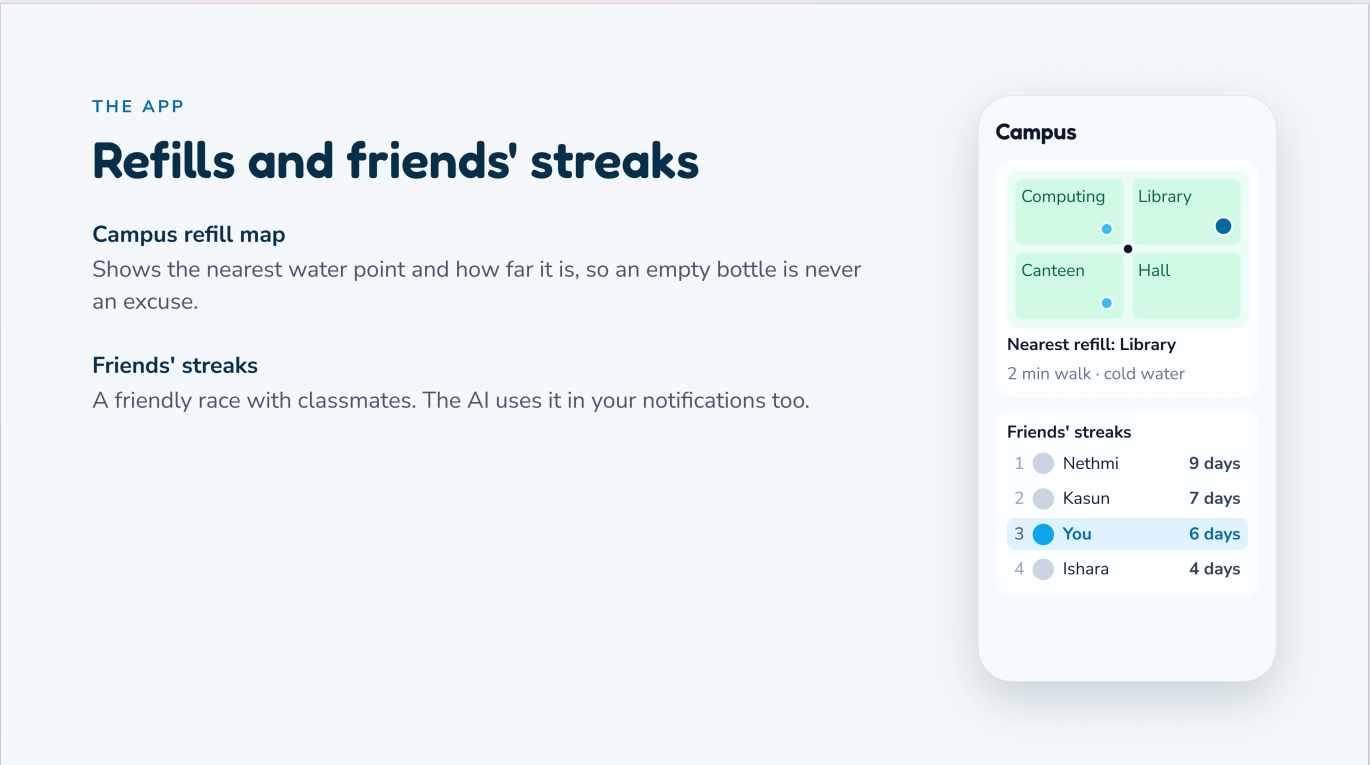 THE APP
Refills and friends' streaks
Campus refill map
Shows the nearest water point and how far it is, so an empty bottle is never
an excuse.
Friends' streaks
A friendly race with classmates. The AI uses it in your notifications too.
Campus
Computing
Library
Canteen
Hall
Nearest refill: Library
2 min walk · cold water
Friends' streaks
1 Nethmi 9 days
2 Kasun 7 days
3 You 6 days
4 Ishara 4 days